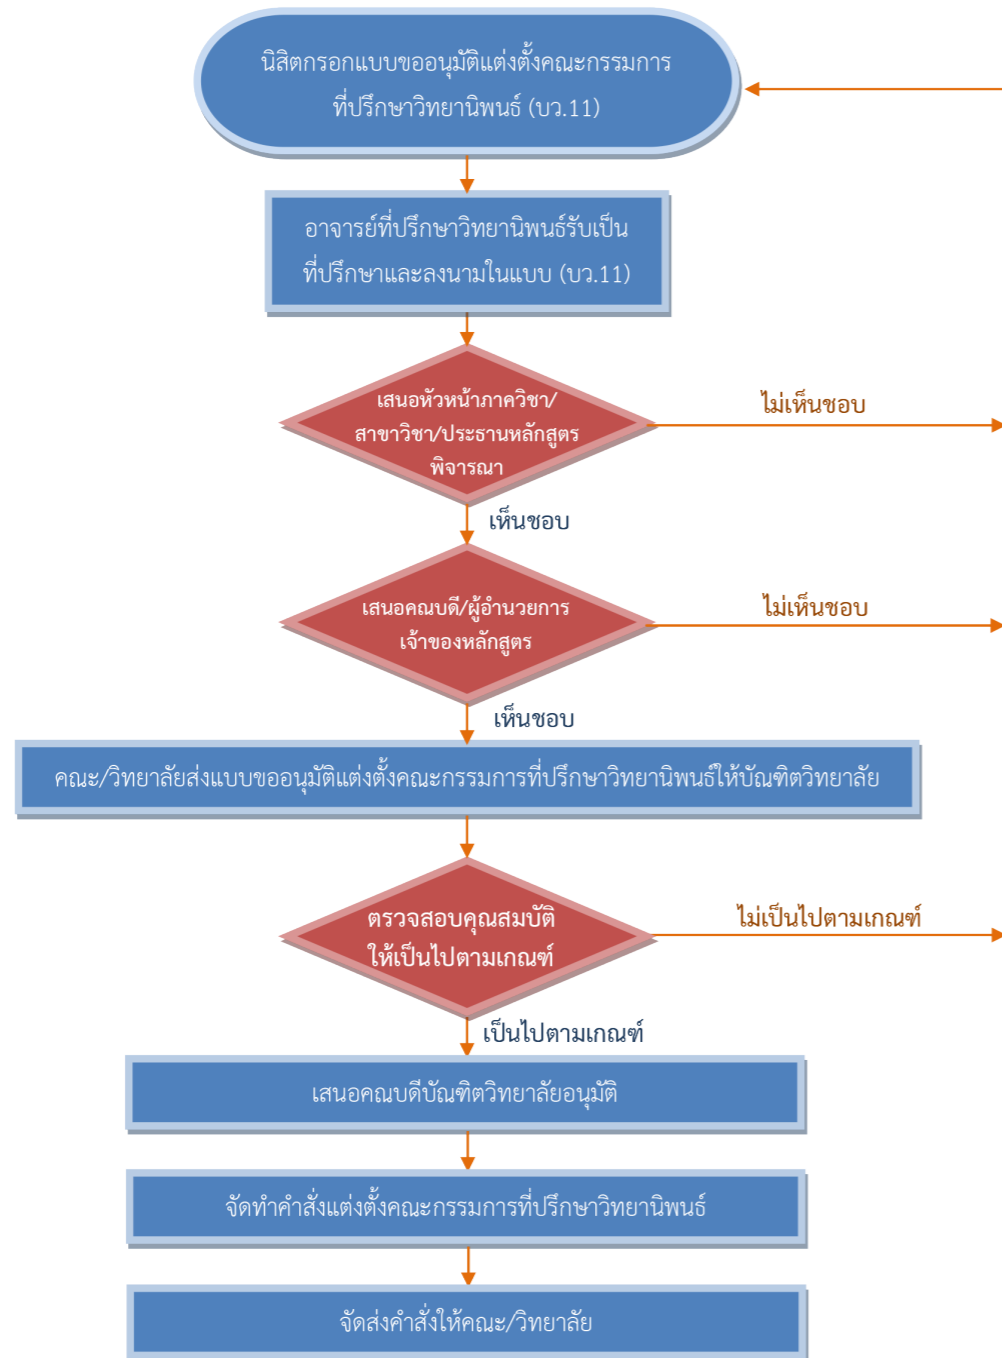 นิสิตกรอกแบบขออนุมัติแต่งตั้งคณะกรรมการ
ที่ปรึกษาวิทยานิพนธ์ (บว.11)
อาจารย์ที่ปรึกษาวิทยานิพนธ์รับเป็น
ที่ปรึกษาและลงนามในแบบ (บว.11)
เสนอหัวหน้าภาควิชา/
สาขาวิชา/ประธานหลักสูตร
พิจารณา
ไม่เห็นชอบ
เห็นชอบ
เสนอคณบดี/ผู้อำนวยการ
เจ้าของหลักสูตร
ไม่เห็นชอบ
เห็นชอบ
คณะ/วิทยาลัยส่งแบบขออนุมัติแต่งตั้งคณะกรรมการที่ปรึกษาวิทยานิพนธ์ให้บัณฑิตวิทยาลัย
ตรวจสอบคุณสมบัติ
ให้เป็นไปตามเกณฑ์
ไม่เป็นไปตามเกณฑ์
เป็นไปตามเกณฑ์
เสนอคณบดีบัณฑิตวิทยาลัยอนุมัติ
จัดทำคำสั่งแต่งตั้งคณะกรรมการที่ปรึกษาวิทยานิพนธ์
จัดส่งคำสั่งให้คณะ/วิทยาลัย